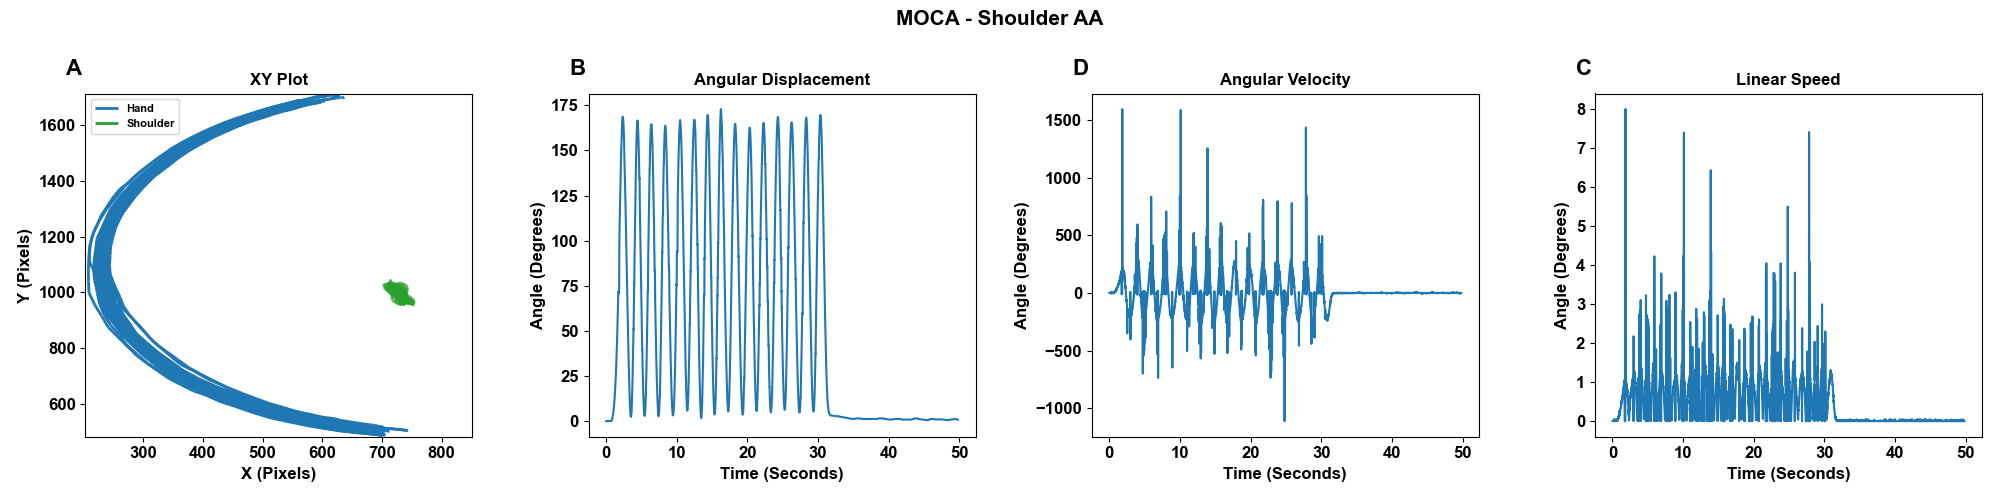 MOCA - Shoulder AA
A
XY Plot
Hand
Shoulder
1600
1400
1200
1000
800
600
300
400
500
600
700
800
Y (Pixels)
X (Pixels)
B
Angular Displacement
175
150
125
100
75
50
25
0
0
10
20
30
40
50
Angle (Degrees)
Time (Seconds)
D
Angular Velocity
1500
1000
500
0
−500
−1000
0
10
20
30
40
50
Angle (Degrees)
Time (Seconds)
C
Linear Speed
8
7
6
5
4
3
2
1
0
0
10
20
30
40
50
Angle (Degrees)
Time (Seconds)